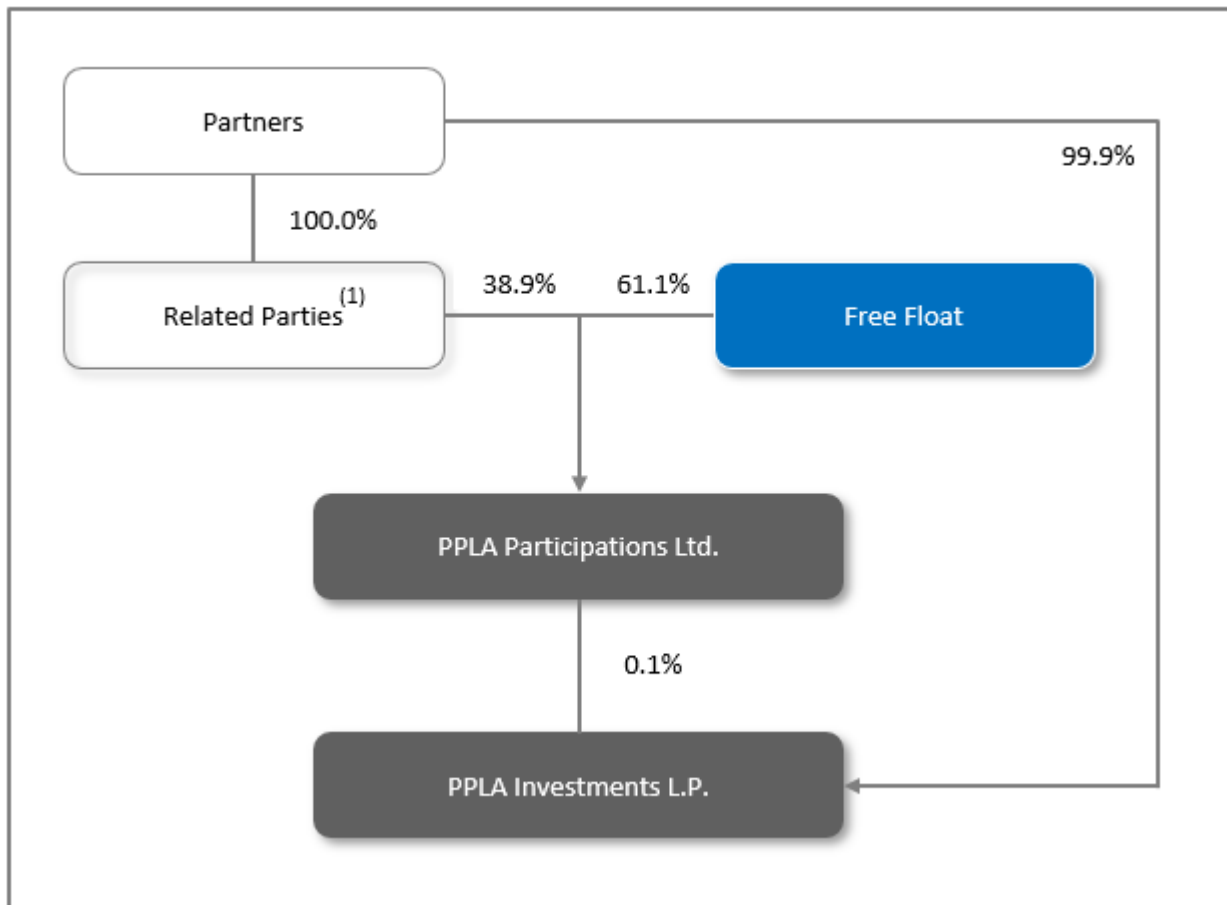 Partners
99.9%
100.0%
Related Parties(1)
38.9%
61.1%
Free Float
PPLA Participations Ltd.
0.1%
PPLA Investments L.P.